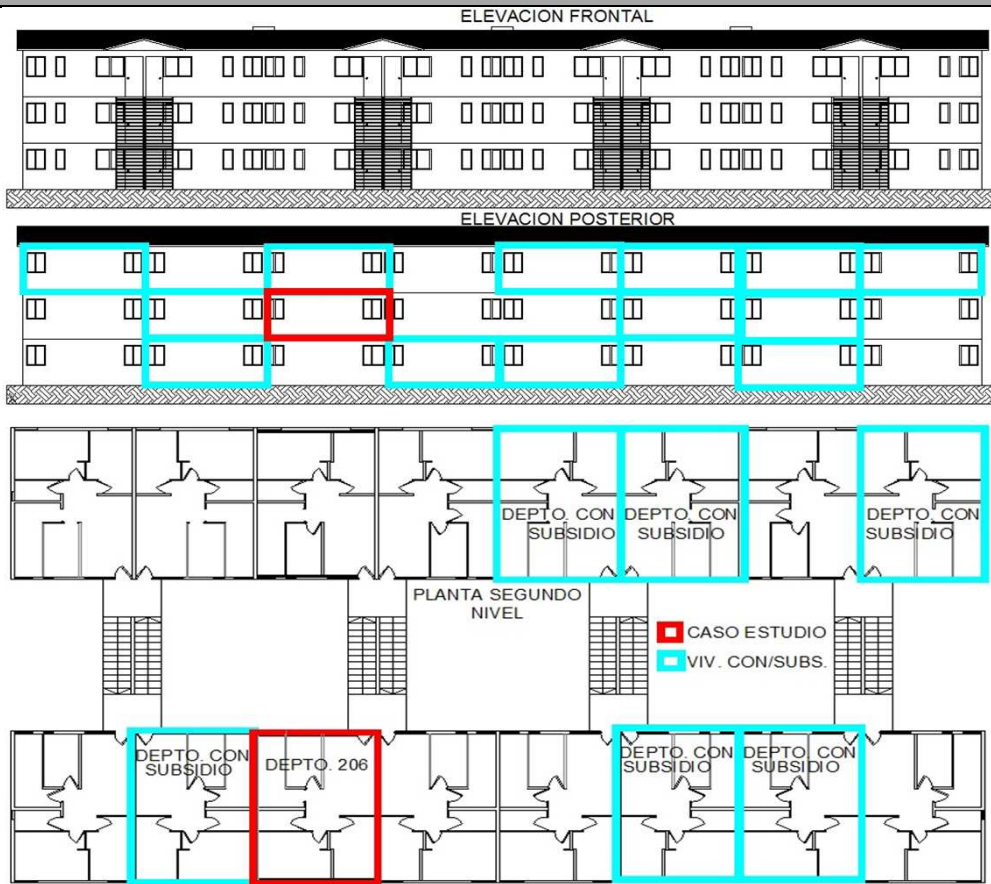 ELEVACION FRONTAL
ELEVACION POSTERIOR
DEPTO. CON
SUBSIDIO
DEPTO. CON
SUBSIDIO
DEPTO. CON
SUBSIDIO
PLANTA SEGUNDO
NIVEL
CASO ESTUDIO
VIV. CON/SUBS.
DEPTO. CON
SUBSIDIO
DEPTO. 206
DEPTO. CON
SUBSIDIO
DEPTO. CON
SUBSIDIO